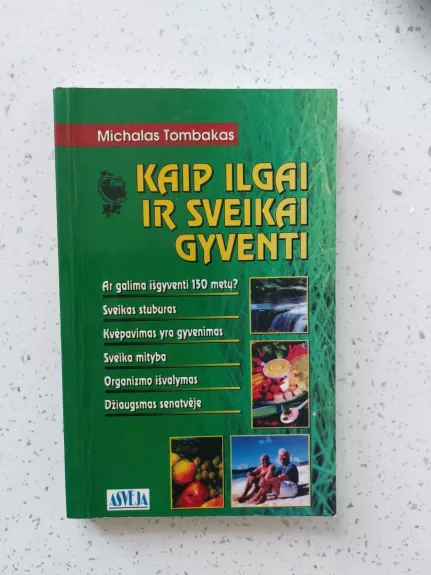 Michalas Tombakas
KAIP ILGAI
IR SVEIKAI
GYVENTI
Ar galima išgyventi 150 metų?
Sveikas stuburas
Kvėpavimas yra gyvenimas
Sveika mityba
Organizmo išvalymas
Džiaugsmas senatvėje
ASVEJA